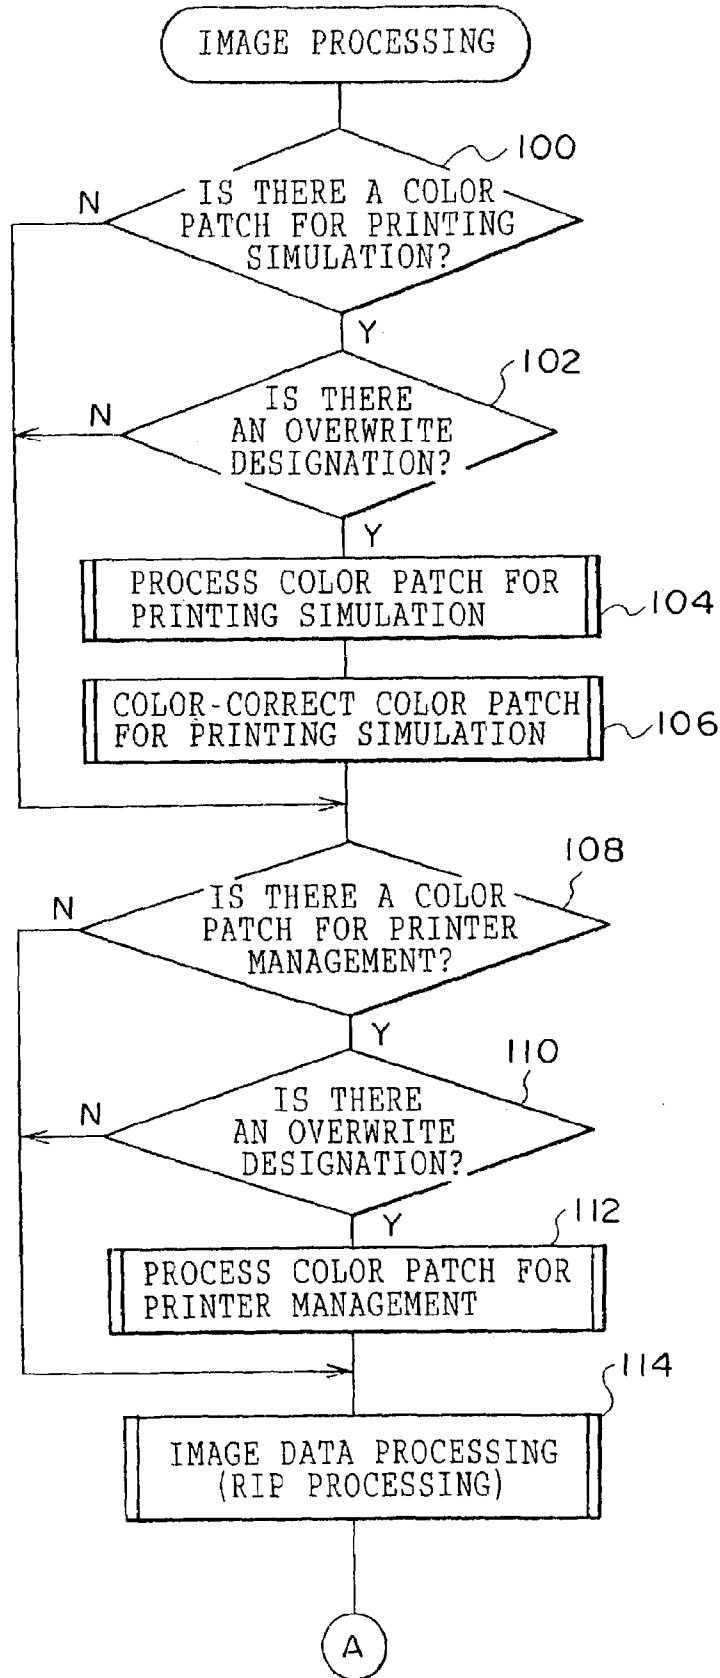 IMAGE PROCESSING
100
IS THERE A COLOR
PATCH FOR PRINTING
SIMULATION?
N
Y
102
IS THERE
AN OVERWRITE
DESIGNATION?
N
Y
PROCESS COLOR PATCH FOR
PRINTING SIMULATION
104
COLOR-CORRECT COLOR PATCH
FOR PRINTING SIMULATION
106
108
IS THERE A COLOR
PATCH FOR PRINTER
MANAGEMENT?
N
Y
110
IS THERE
AN OVERWRITE
DESIGNATION?
N
Y
112
PROCESS COLOR PATCH FOR
PRINTER MANAGEMENT
114
IMAGE DATA PROCESSING
(RIP PROCESSING)
A